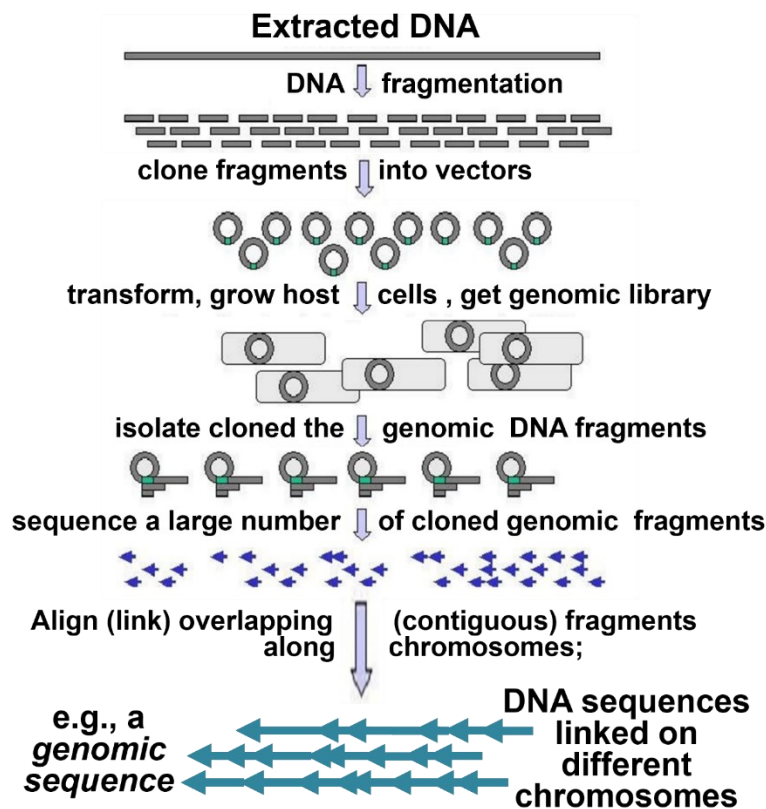 Extracted DNA
DNA fragmentation
clone fragments into vectors
transform, grow host cells , get genomic library
isolate cloned the genomic DNA fragments
sequence a large number of cloned genomic fragments
Align (link) overlapping (contiguous) fragments
along chromosomes;
e.g., a
genomic
sequence
DNA sequences
linked on
different
chromosomes